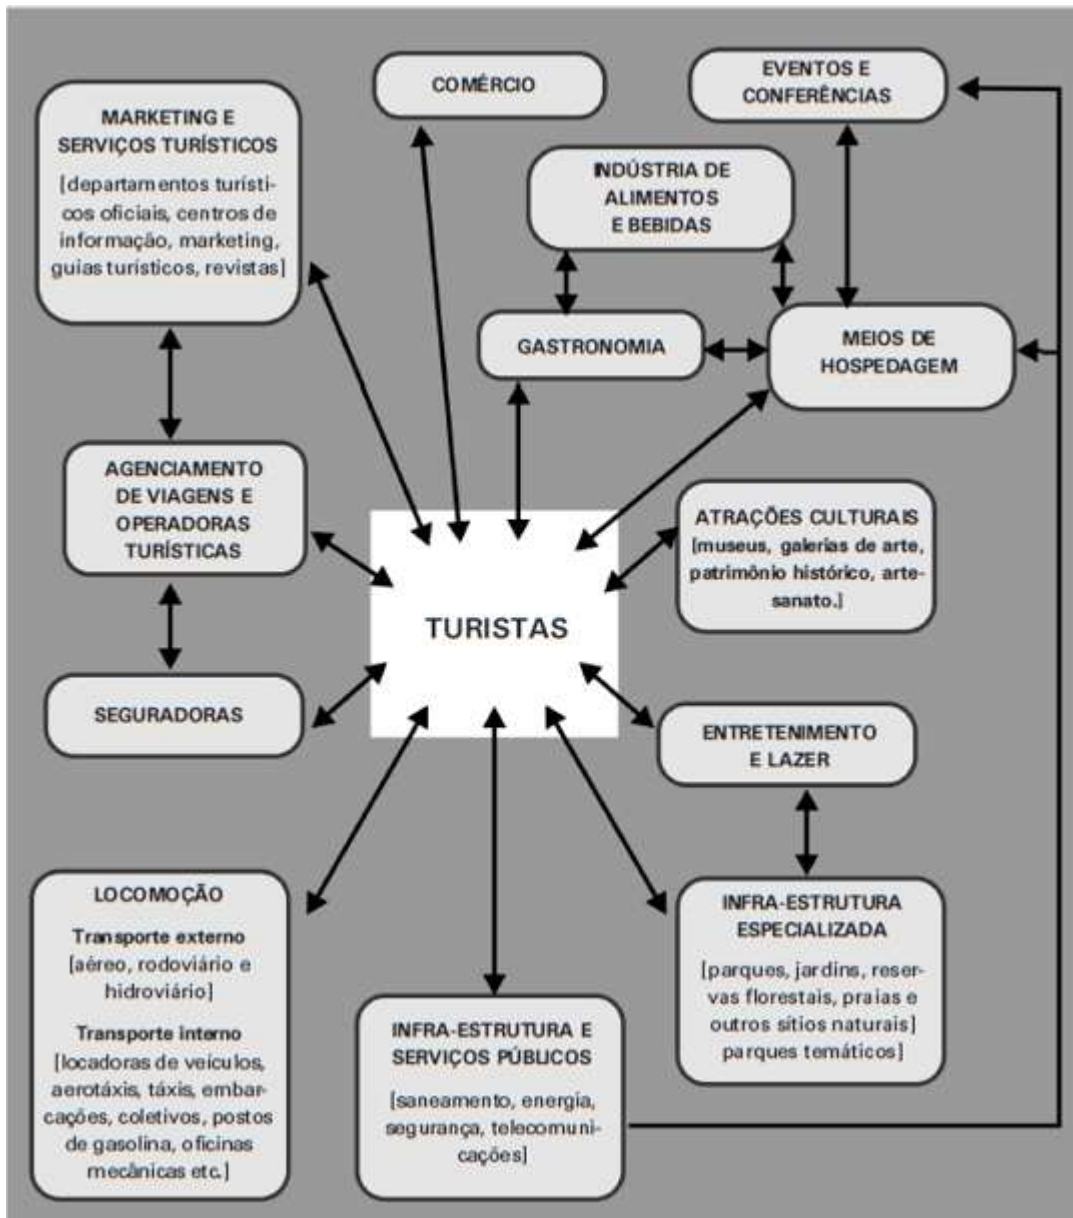 MARKETING E
SERVIÇOS TURÍSTICOS
[departamentos turísti-
cos oficiais, centros de
informação, marketing,
guias turísticos, revistas]
COMÉRCIO
EVENTOS E
CONFERÊNCIAS
INDÚSTRIA DE
ALIMENTOS
E BEBIDAS
GASTRONOMIA
MEIOS DE
HOSPEDAGEM
AGENCIAMENTO
DE VIAGENS E
OPERADORAS
TURÍSTICAS
ATRAÇÕES CULTURAIS
[museus, galerias de arte,
patrimônio histórico, arte-
sanato.]
TURISTAS
SEGURADORAS
ENTRETENIMENTO
E LAZER
LOCOMOÇÃO
Transporte externo
[aéreo, rodoviário e
hidroviário]
Transporte interno
[locadoras de veículos,
aerotáxis, táxis, embar-
cações, coletivos, postos
de gasolina, oficinas
mecânicas etc.]
INFRA-ESTRUTURA E
SERVIÇOS PÚBLICOS
[saneamento, energia,
segurança, telecomuni-
cações]
INFRA-ESTRUTURA
ESPECIALIZADA
[parques, jardins, reser-
vas florestais, praias e
outros sítios naturais]
parques temáticos]